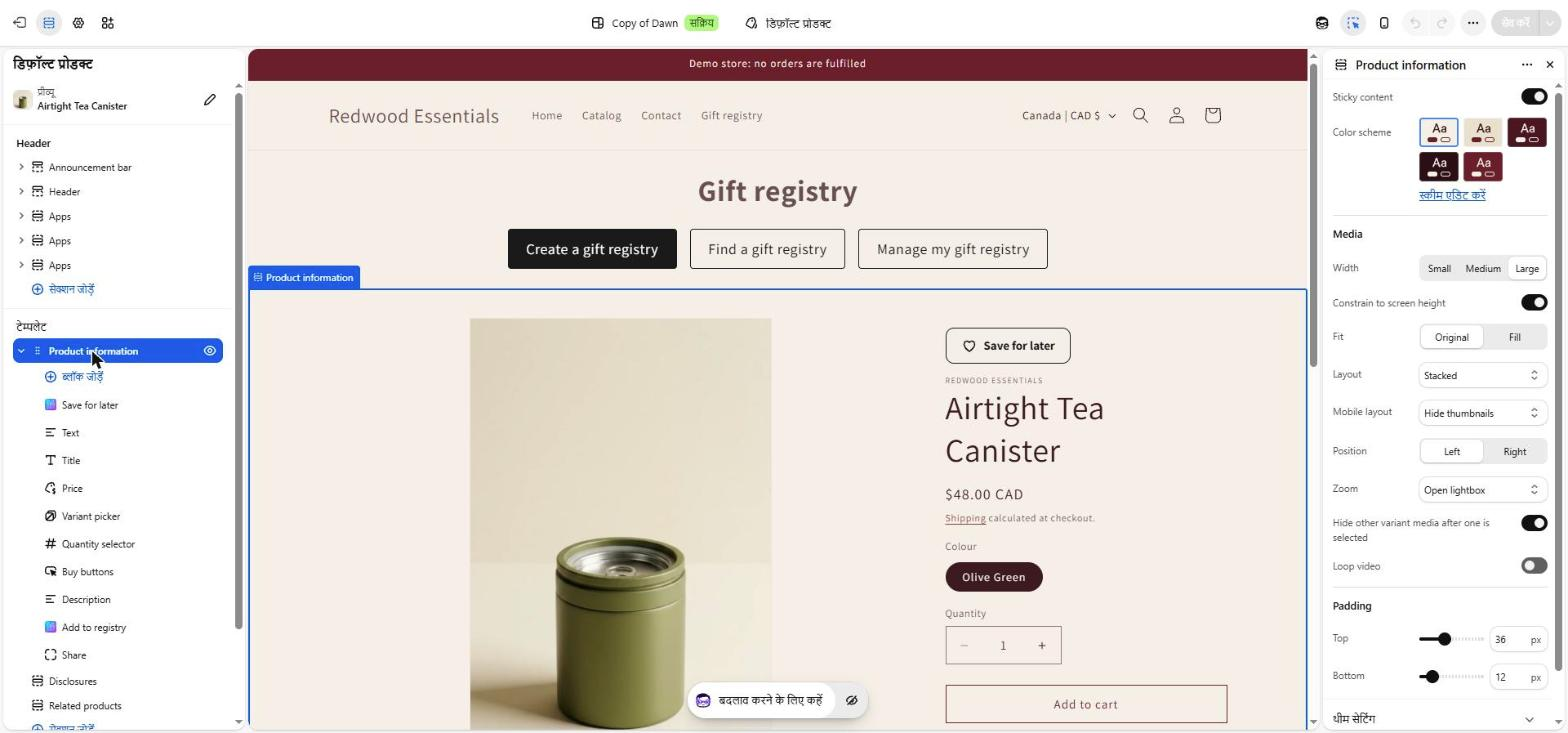 Copy of Dawn
सक्रिय
डिफ़ॉल्ट प्रोडक्ट
सेव करें
डिफ़ॉल्ट प्रोडक्ट
प्रीव्यू
Airtight Tea Canister
Header
Announcement bar
Header
Apps
Apps
Apps
सेक्शन जोड़ें
टेम्पलेट
Product information
ब्लॉक जोड़ें
Save for later
Text
Title
Price
Variant picker
Quantity selector
Buy buttons
Description
Add to registry
Share
Disclosures
Related products
सेक्शन जोड़ें
Demo store: no orders are fulfilled
Redwood Essentials
Home
Catalog
Contact
Gift registry
Canada | CAD $
Gift registry
Create a gift registry
Find a gift registry
Manage my gift registry
Product information
Save for later
REDWOOD ESSENTIALS
Airtight Tea
Canister
$48.00 CAD
Shipping calculated at checkout.
Colour
Olive Green
Quantity
1
Add to cart
बदलाव करने के लिए कहें
Product information
Sticky content
Color scheme
Aa
Aa
Aa
Aa
Aa
स्कीम एडिट करें
Media
Width
Small
Medium
Large
Constrain to screen height
Fit
Original
Fill
Layout
Stacked
Mobile layout
Hide thumbnails
Position
Left
Right
Zoom
Open lightbox
Hide other variant media after one is
selected
Loop video
Padding
Top
36
px
Bottom
12
px
थीम सेटिंग